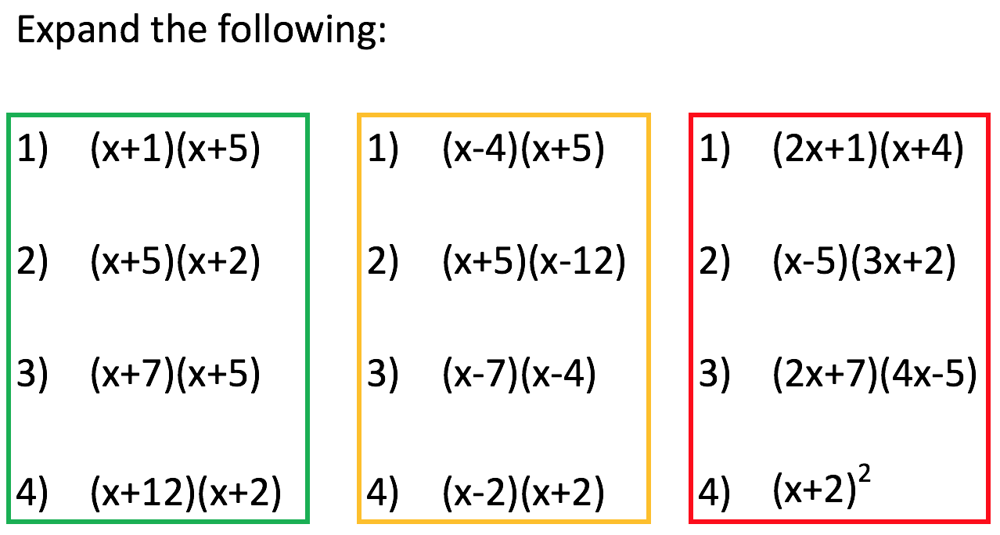 Expand the following:
1) (x+1)(x+5)
2) (x+5)(x+2)
3) (x+7)(x+5)
4) (x+12)(x+2)
1) (x-4)(x+5)
2) (x+5)(x-12)
3) (x-7)(x-4)
4) (x-2)(x+2)
1) (2x+1)(x+4)
2) (x-5)(3x+2)
3) (2x+7)(4x-5)
4) (x+2)²